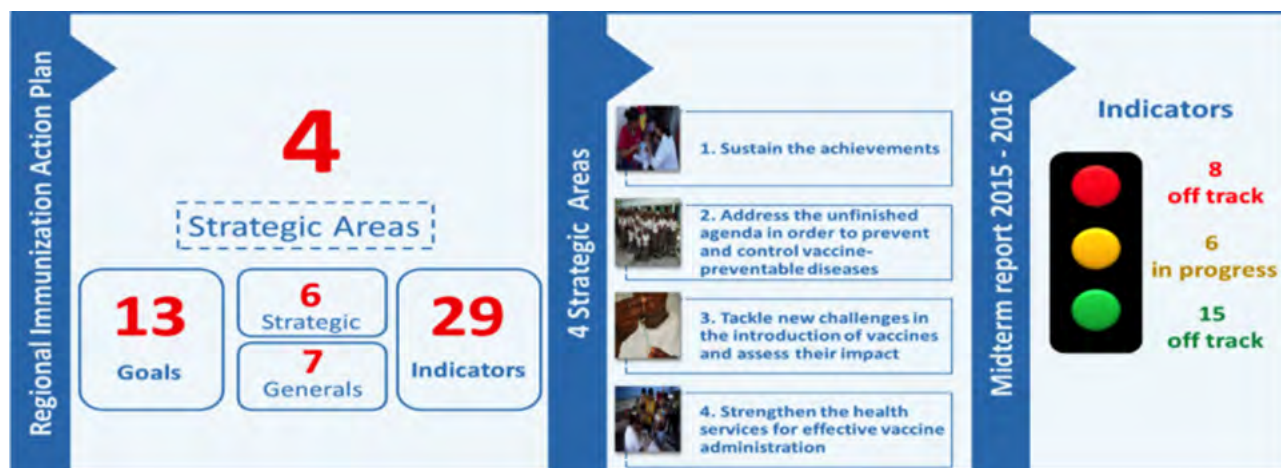 Regional Immunization Action Plan
4
Strategic Areas
13
Goals
6
Strategic
7
Generals
29
Indicators
4 Strategic Areas
1. Sustain the achievements
2. Address the unfinished
agenda in order to prevent
and control vaccine-
preventable diseases
3. Tackle new challenges in
the introduction of vaccines
and assess their impact
4. Strengthen the health
services for effective vaccine
administration
Midterm report 2015 - 2016
Indicators
8
off track
6
in progress
15
off track